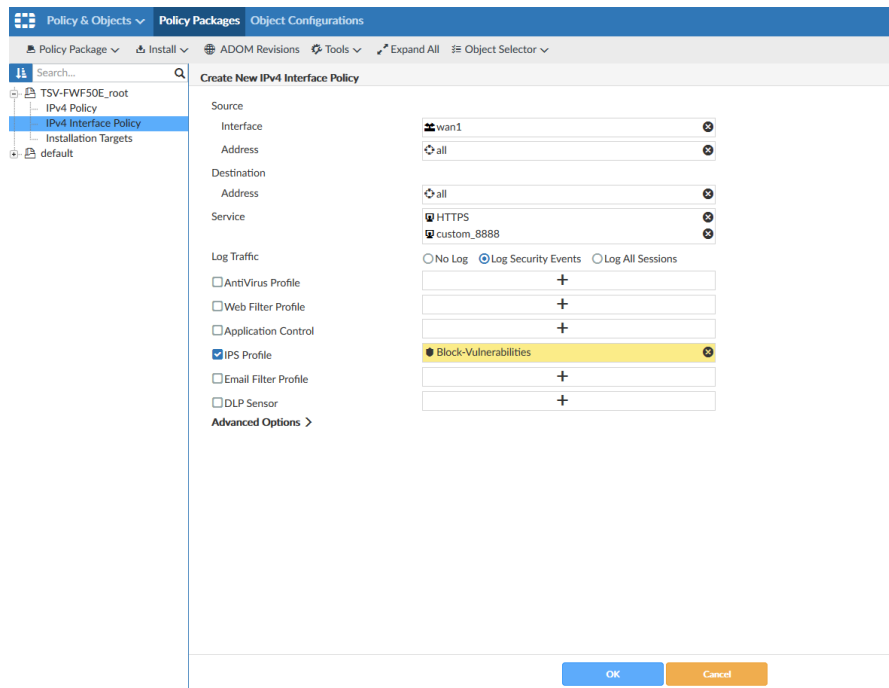 Policy & Objects Policy Packages Object Configurations
Policy Package Install ADOM Revisions Tools Expand All Object Selector
Search...
TSV-FWF50E_root
IPv4 Policy
IPv4 Interface Policy
Installation Targets
default
Create New IPv4 Interface Policy
Source
Interface wan1
Address all
Destination
Address all
Service HTTPS
custom_8888
Log Traffic No Log Log Security Events Log All Sessions
AntiVirus Profile
Web Filter Profile
Application Control
IPS Profile Block-Vulnerabilities
Email Filter Profile
DLP Sensor
Advanced Options
OK Cancel